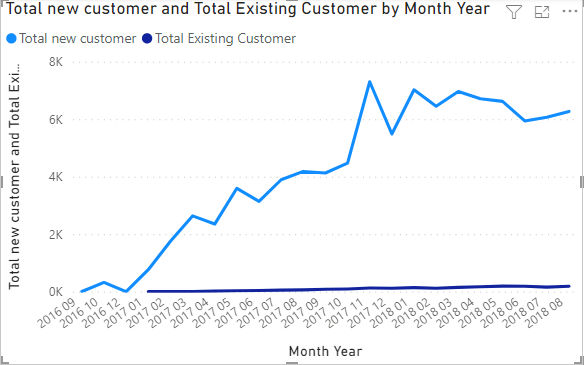 Total new customer and Total Existing Customer by Month Year
Total new customer Total Existing Customer
Total new customer and Total Exi...
8K
6K
4K
2K
0K
2016 09
2016 10
2016 12
2017 01
2017 02
2017 03
2017 04
2017 05
2017 06
2017 07
2017 08
2017 09
2017 10
2017 11
2017 12
2018 01
2018 02
2018 03
2018 04
2018 05
2018 06
2018 07
2018 08
Month Year